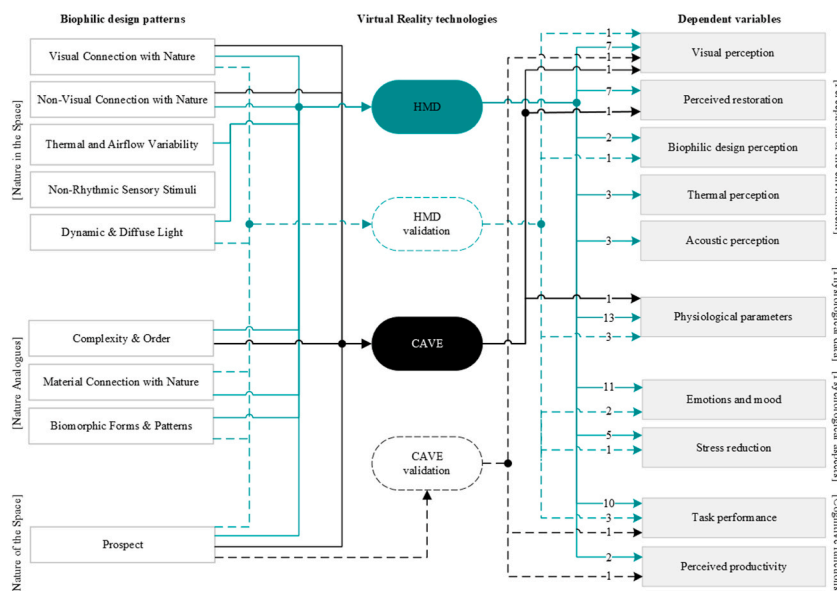 Biophilic design patterns
Virtual Reality technologies
Dependent variables
[Nature in the Space]
Visual Connection with Nature
Non-Visual Connection with Nature
Thermal and Airflow Variability
Non-Rhythmic Sensory Stimuli
Dynamic & Diffuse Light
[Nature Analogues]
Complexity & Order
Material Connection with Nature
Biomorphic Forms & Patterns
Nature of the Space]
Prospect
HMD
HMD
validation
CAVE
CAVE
validation
1
7
1
1
Visual perception
7
1
Perceived restoration
2
1
Biophilic design perception
3
Thermal perception
3
Acoustic perception
1
13
3
Physiological parameters
11
2
Emotions and mood
5
1
Stress reduction
10
3
1
Task performance
2
1
Perceived productivity